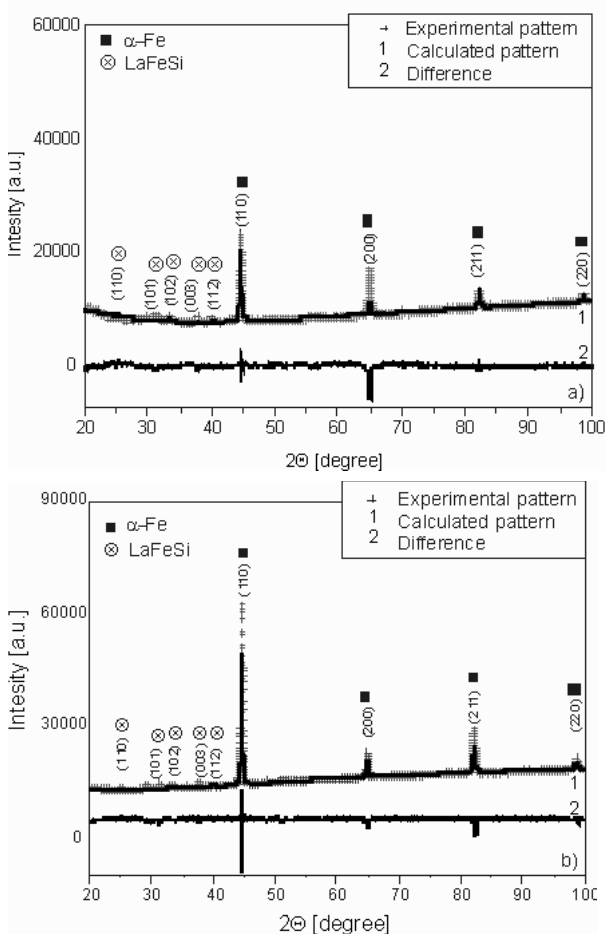 60000
α-Fe
LaFeSi
Experimental pattern
1 Calculated pattern
2 Difference
40000
20000
0
Intesity [a.u.]
(110)
(101)
(102)
(003)
(112)
(110)
(200)
(211)
(220)
1
2
a)
20 30 40 50 60 70 80 90 100
2Θ [degree]
90000
α-Fe
LaFeSi
Experimental pattern
1 Calculated pattern
2 Difference
60000
30000
0
Intesity [a.u.]
(110)
(101)
(102)
(003)
(112)
(110)
(200)
(211)
(220)
1
2
b)
20 30 40 50 60 70 80 90 100
2Θ [degree]